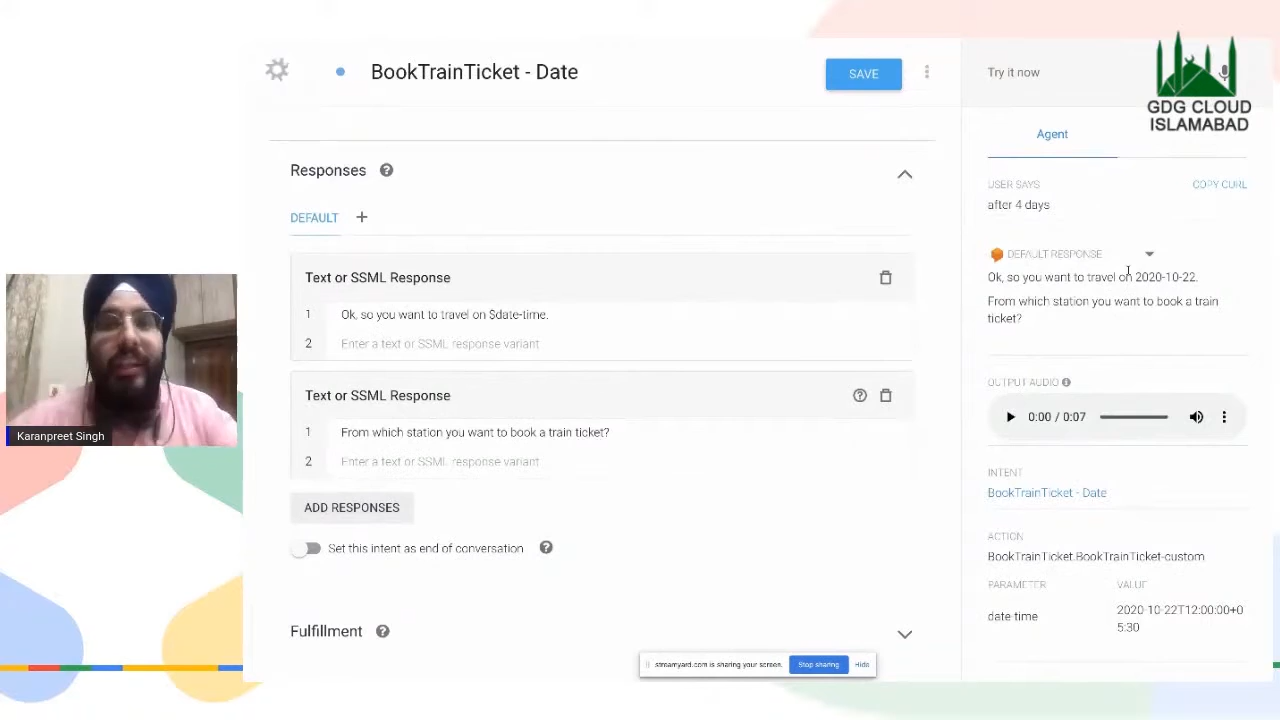 BookTrainTicket - Date
SAVE
Try it now
GDG CLOUD
ISLAMABAD
Agent
Responses
DEFAULT
USER SAYS
COPY CURL
after 4 days
DEFAULT RESPONSE
Ok, so you want to travel on 2020-10-22.
From which station you want to book a train
ticket?
Text or SSML Response
1 Ok, so you want to travel on $date-time.
2 Enter a text or SSML response variant
Text or SSML Response
1 From which station you want to book a train ticket?
2 Enter a text or SSML response variant
ADD RESPONSES
Set this intent as end of conversation
Fulfillment
OUTPUT AUDIO
0:00 / 0:07
INTENT
BookTrainTicket - Date
ACTION
BookTrainTicket.BookTrainTicket-custom
PARAMETER
VALUE
date time
2020-10-22T12:00:00+0
5:30
Karanpreet Singh
streamyard.com is sharing your screen.
Stop sharing
Hide